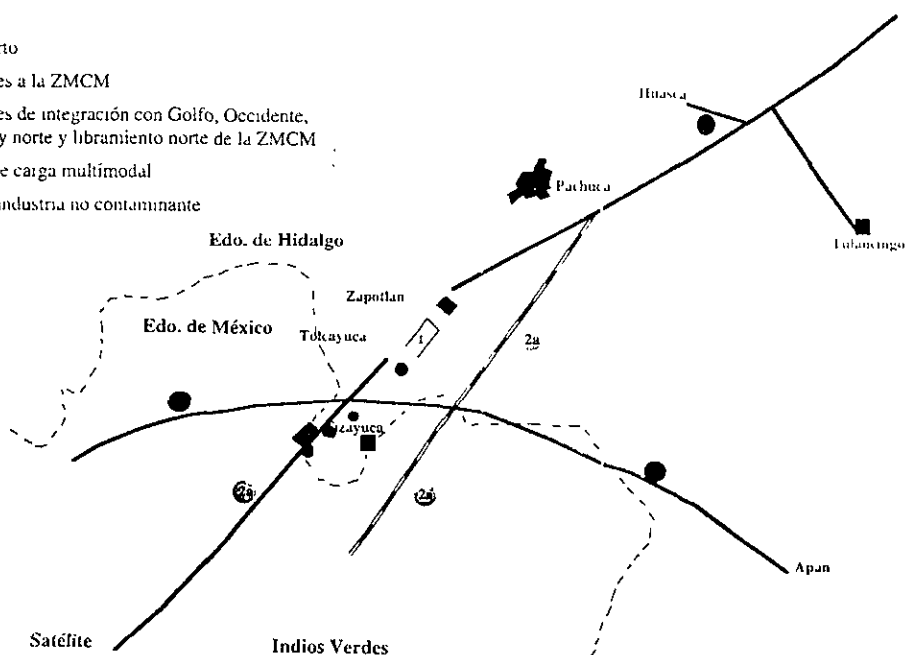 rto
es a la ZMCM
es de integración con Golfo, Occidente,
y norte y libramiento norte de la ZMCM
e carga multimodal
industria no contaminante
Huasca
Pachuca
Tulancingo
Edo. de Hidalgo
Zapotlan
Edo. de México
Tolcayuca
1
2a
izayuca
2a
2a
Apan
Satélite
Indios Verdes